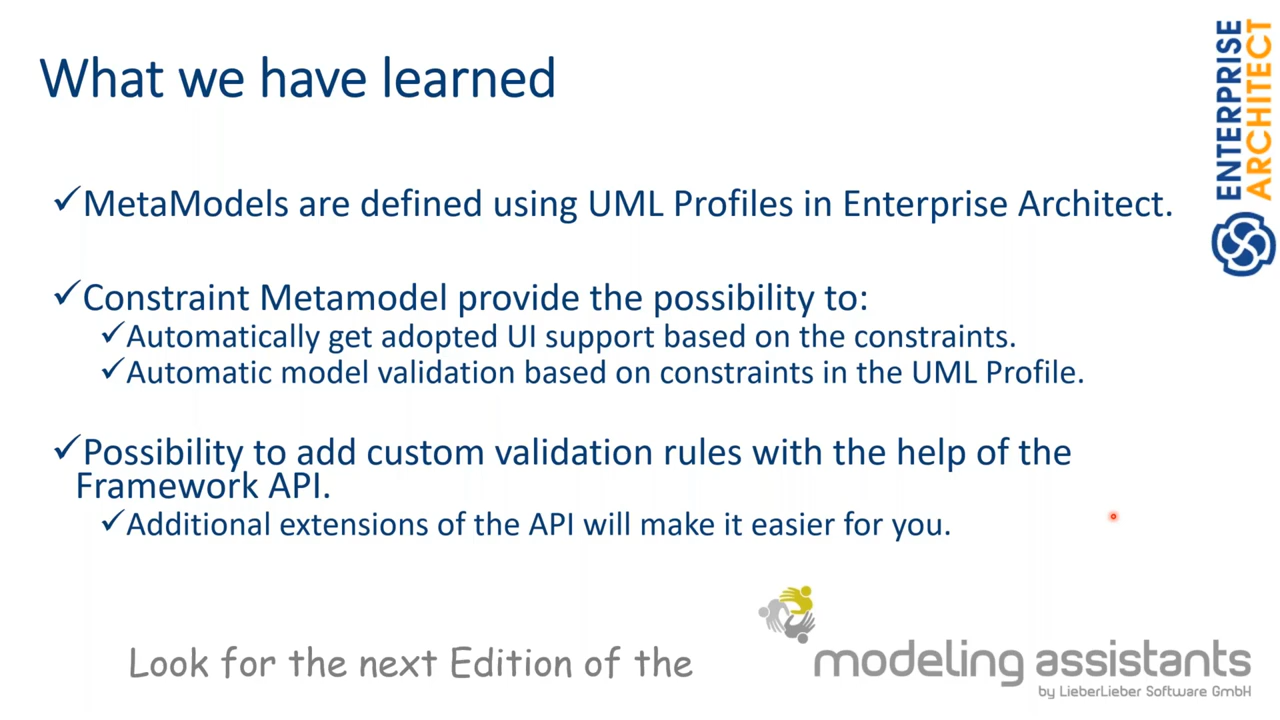 What we have learned
ENTERPRISE
ARCHITECT
✓MetaModels are defined using UML Profiles in Enterprise Architect.
✓Constraint Metamodel provide the possibility to:
✓Automatically get adopted UI support based on the constraints.
✓Automatic model validation based on constraints in the UML Profile.
✓Possibility to add custom validation rules with the help of the
Framework API.
✓Additional extensions of the API will make it easier for you.
Look for the next Edition of the
modeling assistants
by LieberLieber Software GmbH